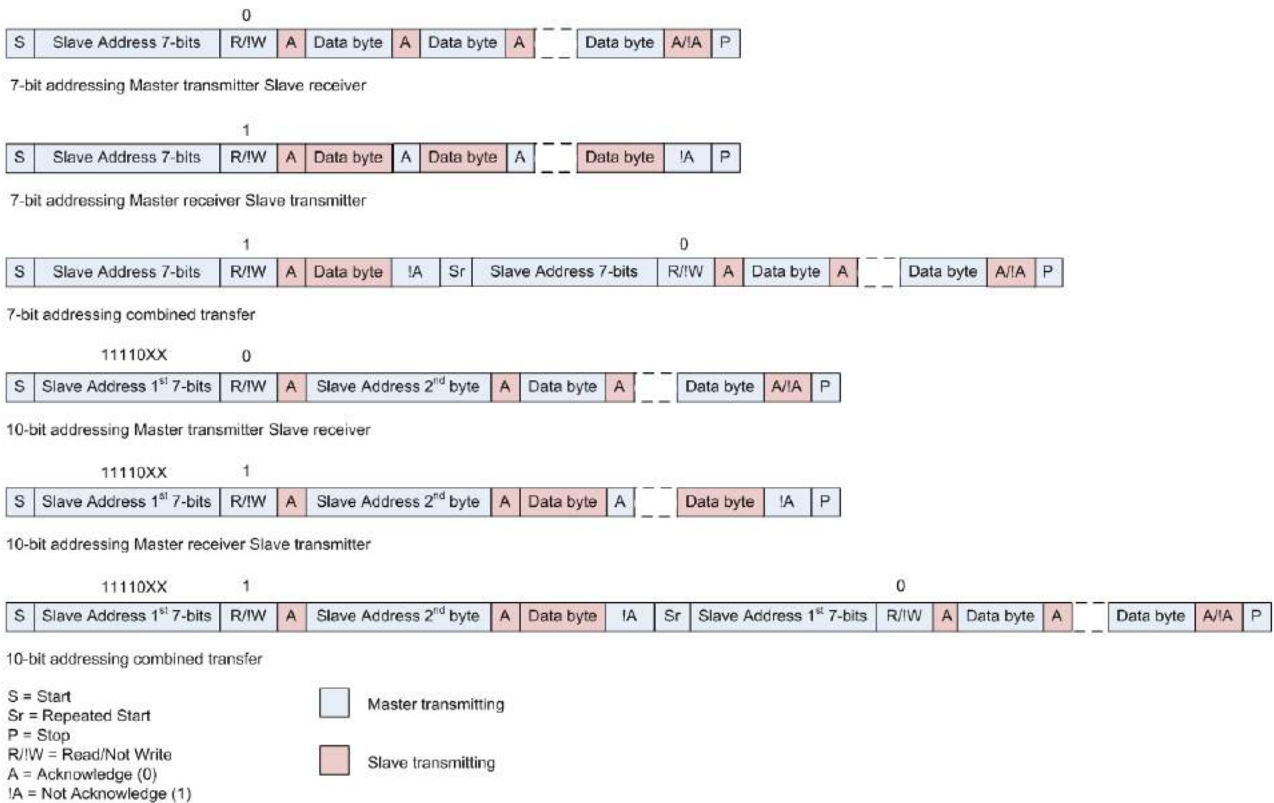 0
S Slave Address 7-bits R/!W A Data byte A Data byte A Data byte A/!A P
7-bit addressing Master transmitter Slave receiver
1
S Slave Address 7-bits R/!W A Data byte A Data byte A Data byte !A P
7-bit addressing Master receiver Slave transmitter
1 0
S Slave Address 7-bits R/!W A Data byte !A Sr Slave Address 7-bits R/!W A Data byte A Data byte A/!A P
7-bit addressing combined transfer
11110XX 0
S Slave Address 1st 7-bits R/!W A Slave Address 2nd byte A Data byte A Data byte A/!A P
10-bit addressing Master transmitter Slave receiver
11110XX 1
S Slave Address 1st 7-bits R/!W A Slave Address 2nd byte A Data byte A Data byte !A P
10-bit addressing Master receiver Slave transmitter
11110XX 1 0
S Slave Address 1st 7-bits R/!W A Slave Address 2nd byte A Data byte !A Sr Slave Address 1st 7-bits R/!W A Data byte A Data byte A/!A P
10-bit addressing combined transfer
S = Start
Sr = Repeated Start
P = Stop
R/!W = Read/Not Write
A = Acknowledge (0)
!A = Not Acknowledge (1)
Master transmitting
Slave transmitting